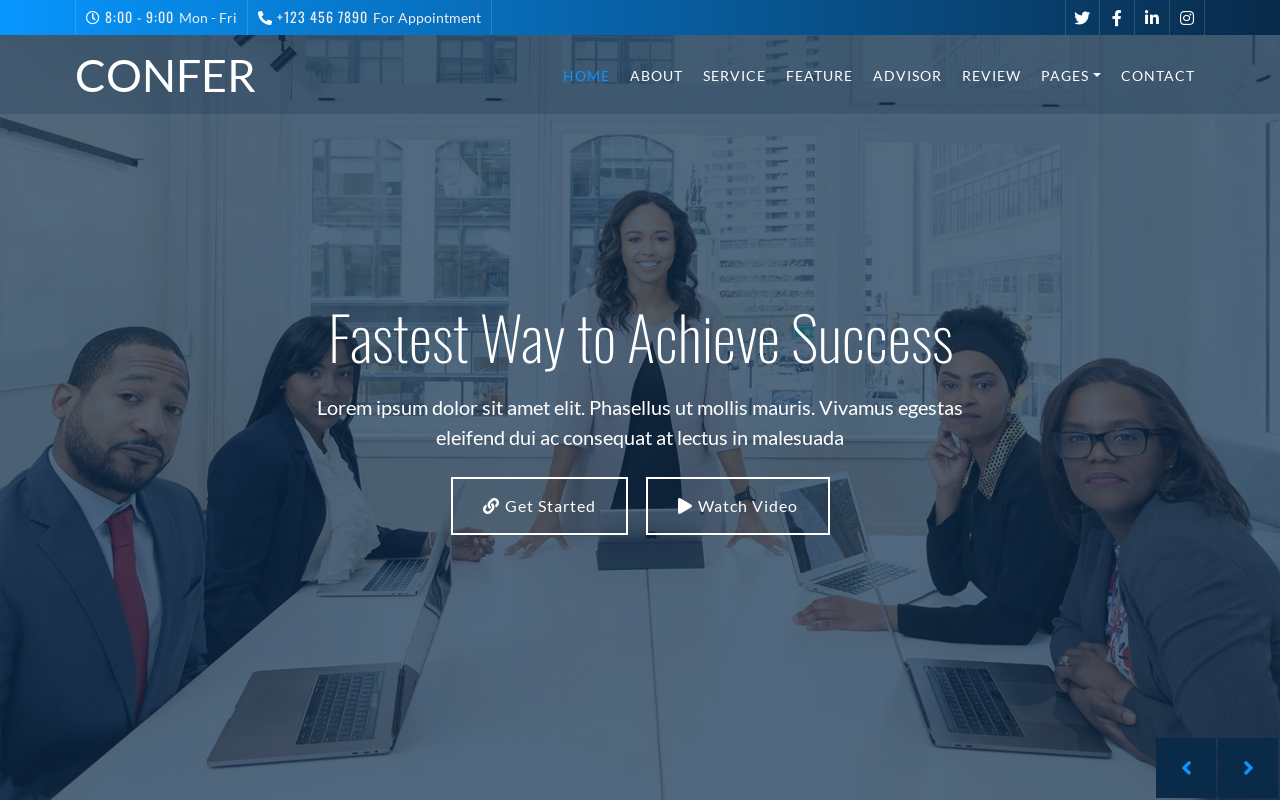 8:00 - 9:00 Mon - Fri
+123 456 7890 For Appointment
CONFER
HOME ABOUT SERVICE FEATURE ADVISOR REVIEW PAGES CONTACT
Fastest Way to Achieve Success
Lorem ipsum dolor sit amet elit. Phasellus ut mollis mauris. Vivamus egestas
eleifend dui ac consequat at lectus in malesuada
Get Started
Watch Video